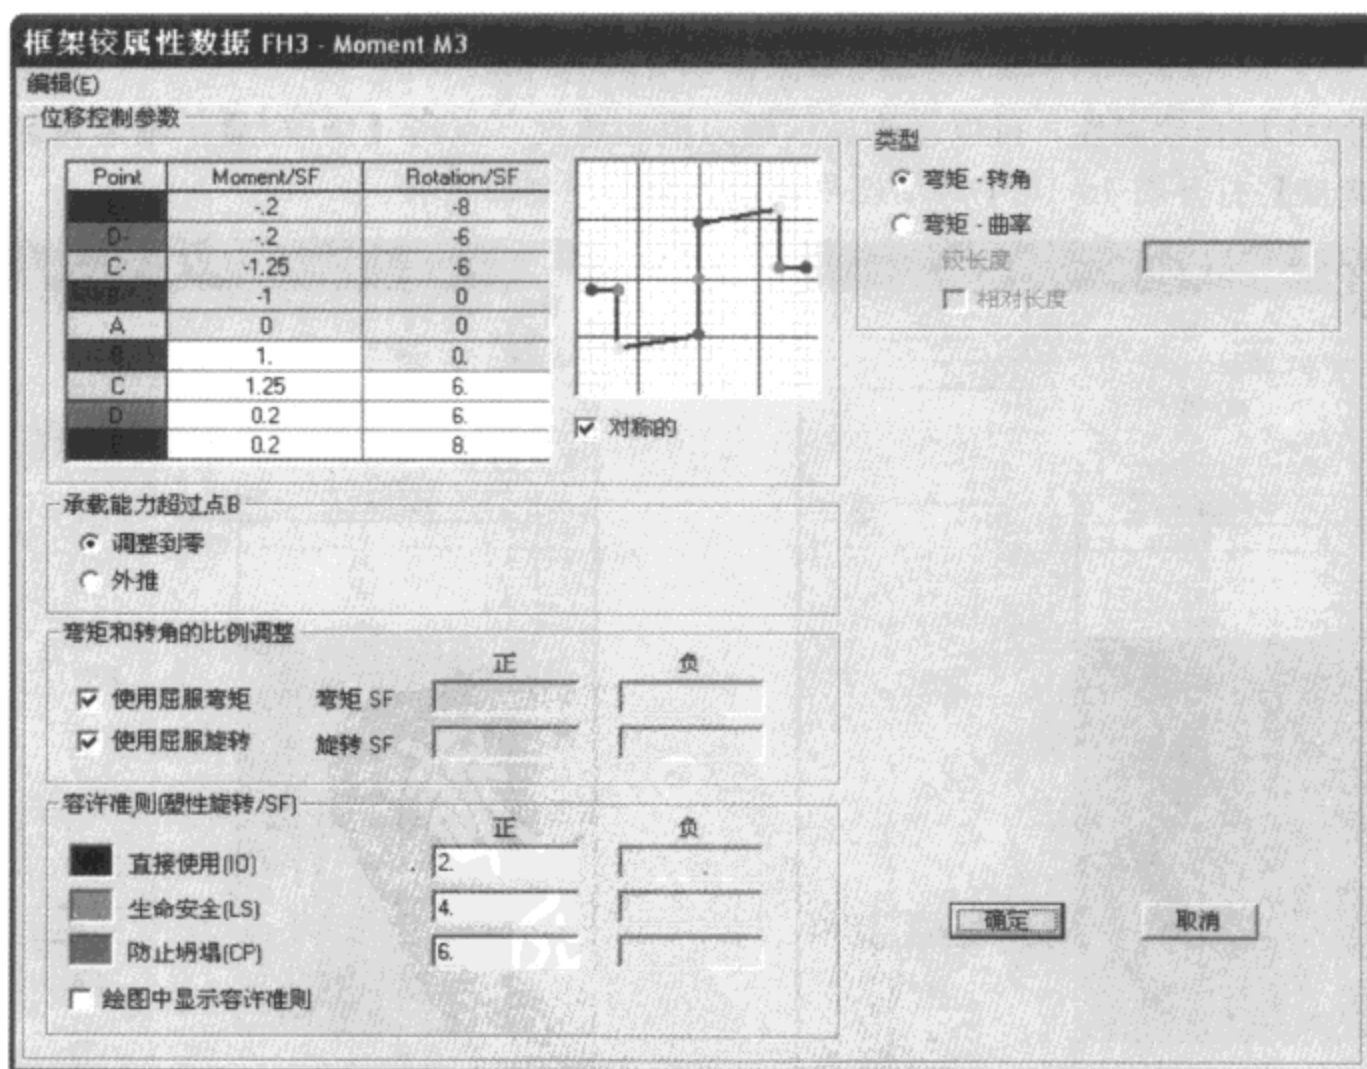 框架铰属性数据 FH3 - Moment M3
编辑(E)
位移控制参数
Point Moment/SF Rotation/SF
E- -.2 -8
D- -.2 -6
C- -1.25 -6
-1 0
A 0 0
B 1. 0.
C 1.25 6.
D 0.2 6.
E 0.2 8.
对称的
类型
弯矩 - 转角
弯矩 - 曲率
铰长度
相对长度
承载能力超过点B
调整到零
外推
弯矩和转角的比例调整
正 负
使用屈服弯矩 弯矩 SF
使用屈服旋转 旋转 SF
容许准则(塑性旋转/SF)
正 负
直接使用(IO) 2.
生命安全(LS) 4.
防止坍塌(CP) 6.
绘图中显示容许准则
确定 取消